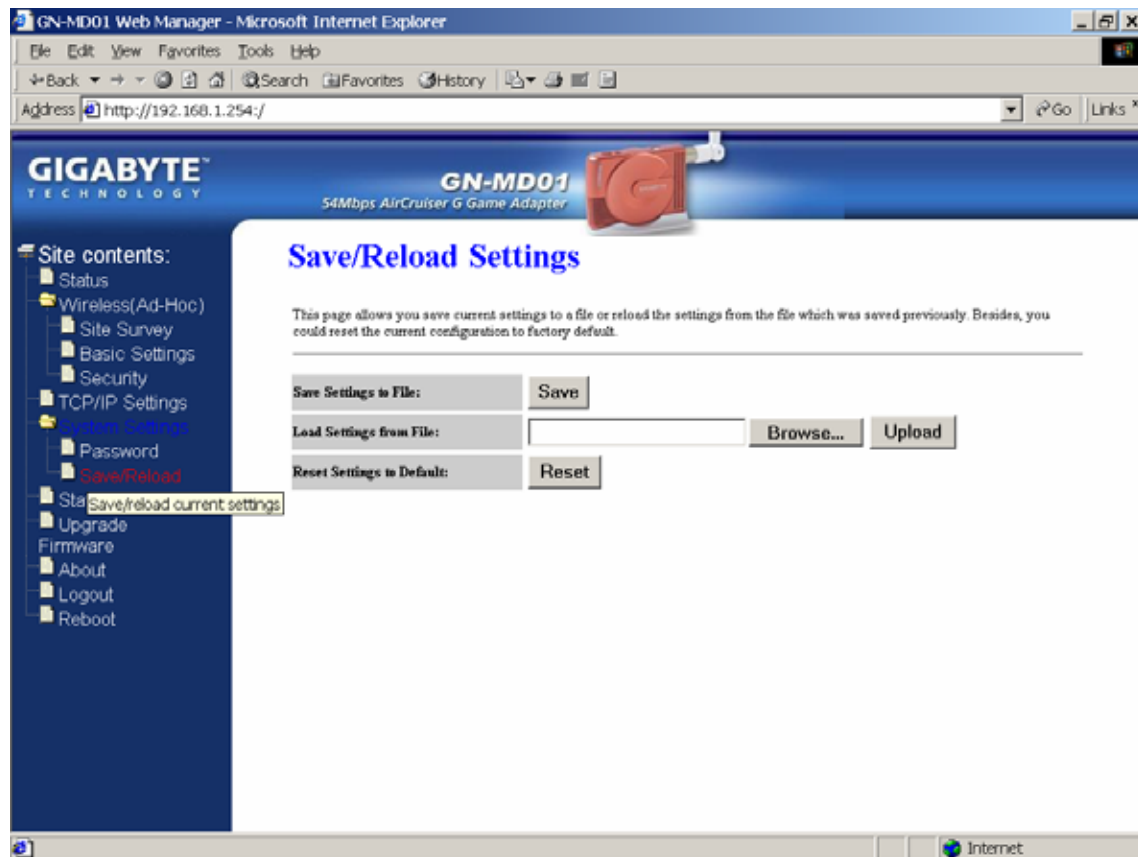 GN-MD01 Web Manager - Microsoft Internet Explorer
File Edit View Favorites Tools Help
Back Search Favorites History
Address http://192.168.1.254:/ Go Links »
GIGABYTE™
TECHNOLOGY
GN-MD01
54Mbps AirCruiser G Game Adapter
Site contents:
Status
Wireless(Ad-Hoc)
Site Survey
Basic Settings
Security
TCP/IP Settings
System Settings
Password
Save/Reload
Sta
Save/reload current settings
Upgrade
Firmware
About
Logout
Reboot
Save/Reload Settings
This page allows you save current settings to a file or reload the settings from the file which was saved previously. Besides, you
could reset the current configuration to factory default.
Save Settings to File: Save
Load Settings from File: Browse... Upload
Reset Settings to Default: Reset
Internet